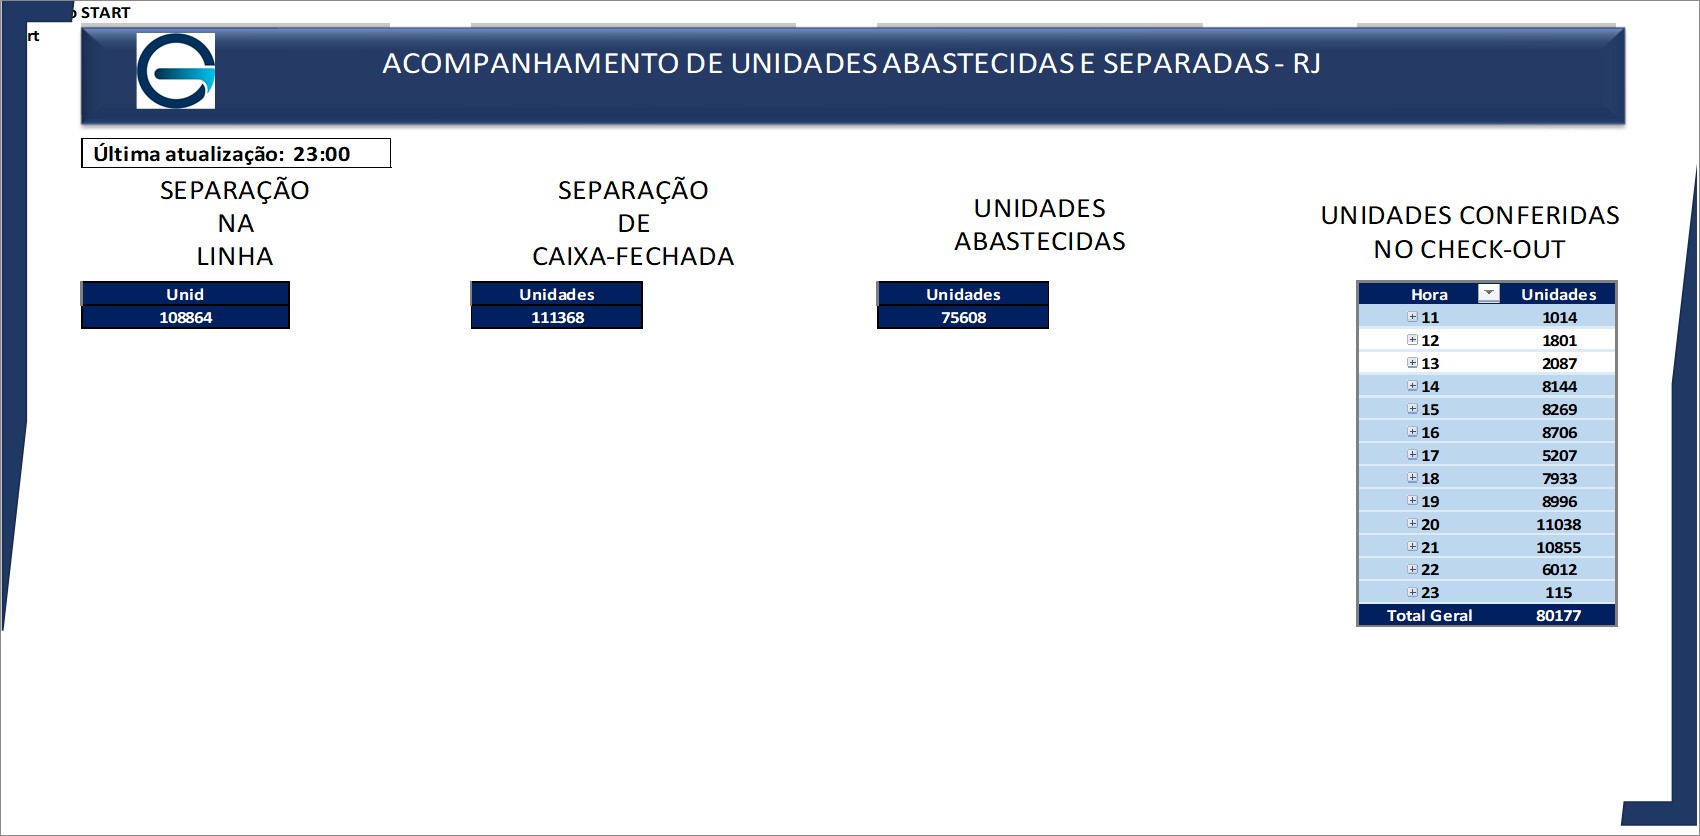 START
rt
ACOMPANHAMENTO DE UNIDADES ABASTECIDAS E SEPARADAS - RJ
Última atualização: 23:00
SEPARAÇÃO
NA
LINHA
Unid
108864
SEPARAÇÃO
DE
CAIXA-FECHADA
Unidades
111368
UNIDADES
ABASTECIDAS
Unidades
75608
UNIDADES CONFERIDAS
NO CHECK-OUT
Hora Unidades
11 1014
12 1801
13 2087
14 8144
15 8269
16 8706
17 5207
18 7933
19 8996
20 11038
21 10855
22 6012
23 115
Total Geral 80177